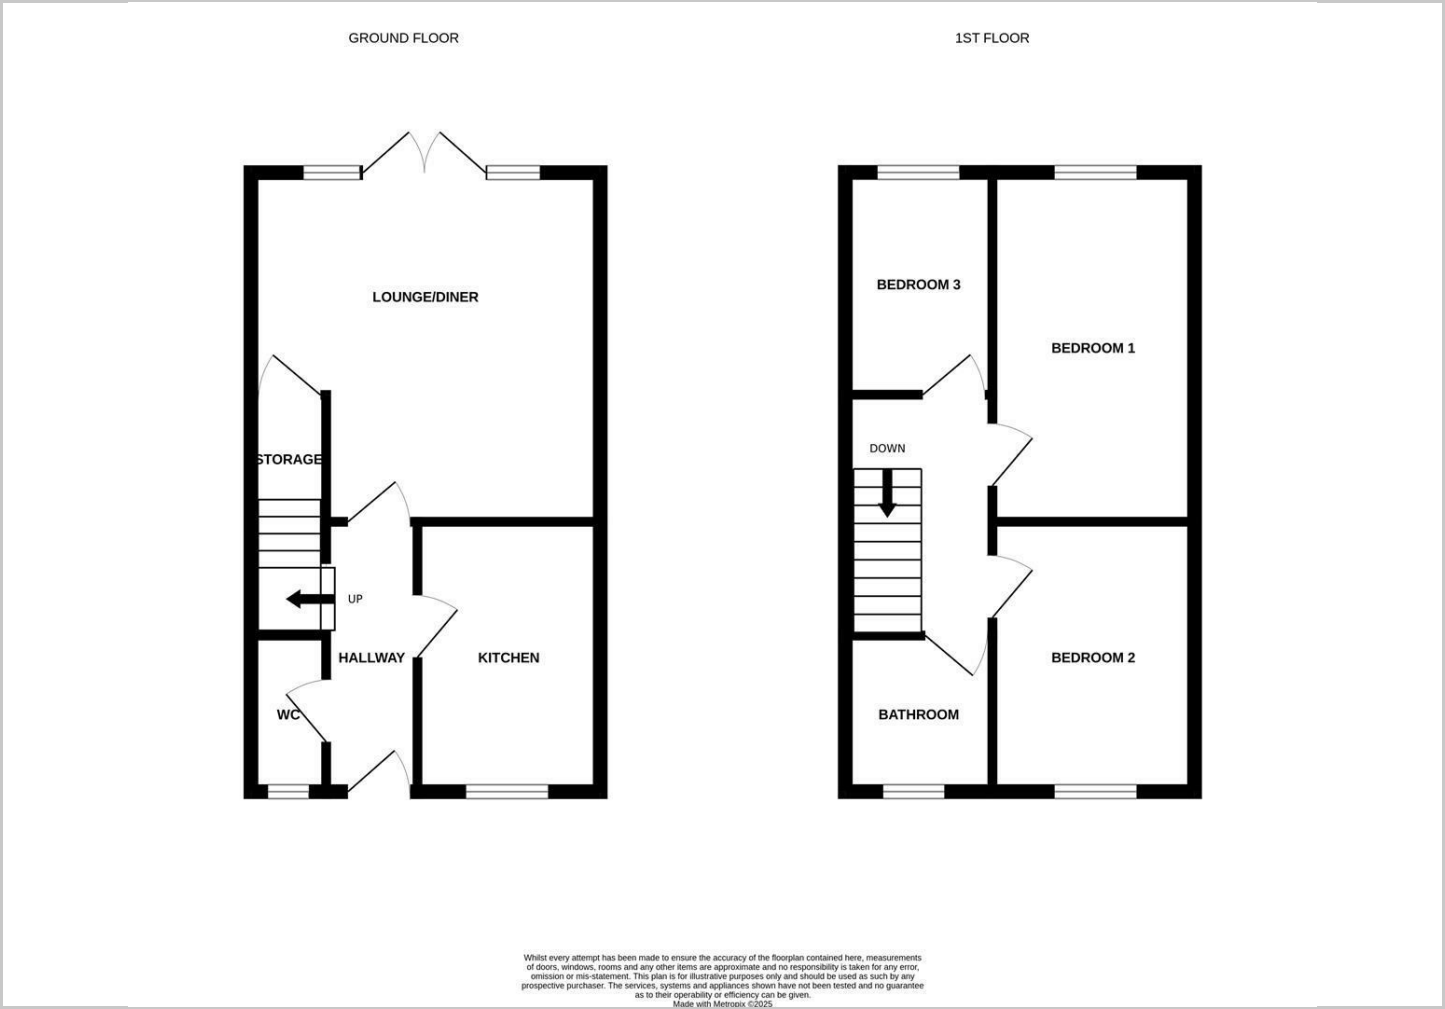 GROUND FLOOR
1ST FLOOR
LOUNGE/DINER
STORAGE
UP
HALLWAY
KITCHEN
WC
BEDROOM 3
BEDROOM 1
DOWN
BEDROOM 2
BATHROOM
Whilst every attempt has been made to ensure the accuracy of the floorplan contained here, measurements
of doors, windows, rooms and any other items are approximate and no responsibility is taken for any error,
omission or mis-statement. This plan is for illustrative purposes only and should be used as such by any
prospective purchaser. The services, systems and appliances shown have not been tested and no guarantee
as to their operability or efficiency can be given.
Made with Metropix ©2025